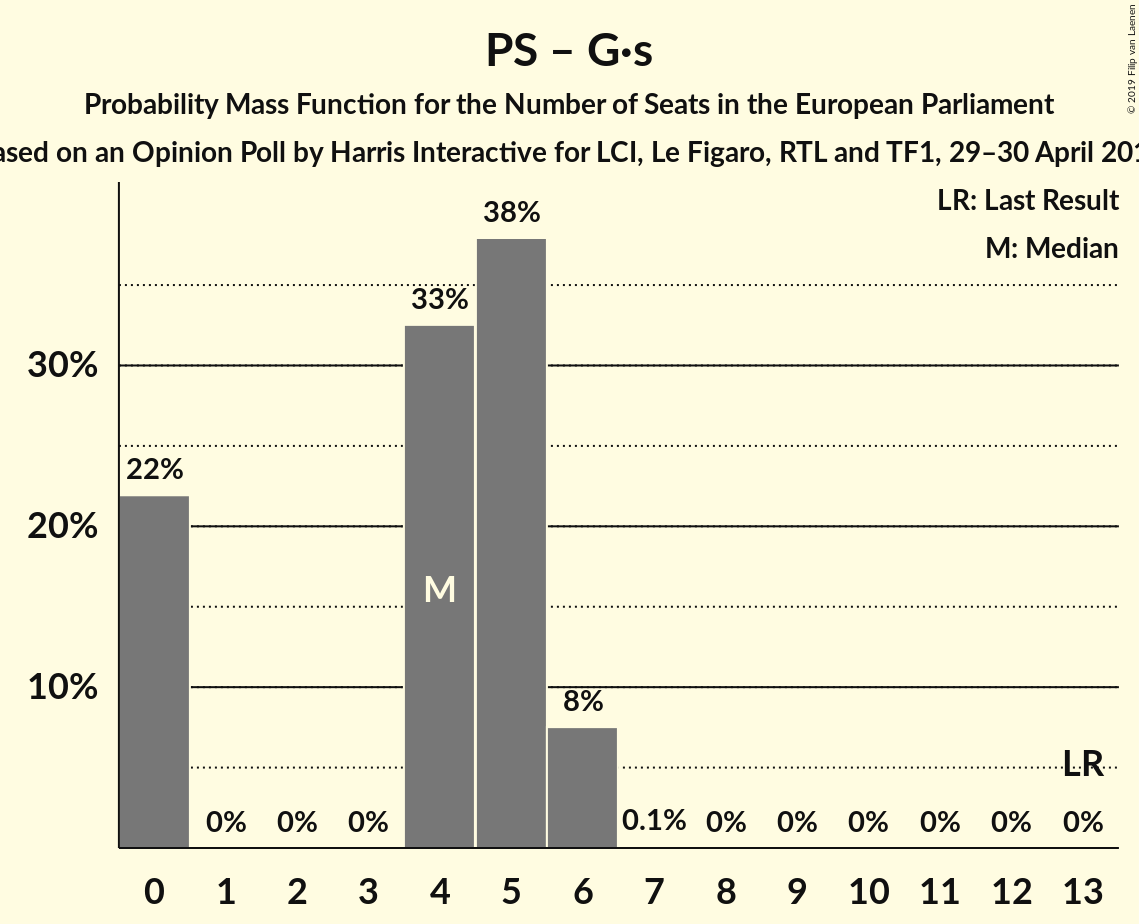 PS – G·s
Probability Mass Function for the Number of Seats in the European Parliament
on an Opinion Poll by Harris Interactive for LCI, Le Figaro, RTL and TF1, 29–30 April
© 2019 Filip van Laenen
LR: Last Result
M: Median
38%
33%
30%
22%
20%
M
10%
8%
LR
0% 0% 0% 0.1% 0% 0% 0% 0% 0% 0%
0 1 2 3 4 5 6 7 8 9 10 11 12 13